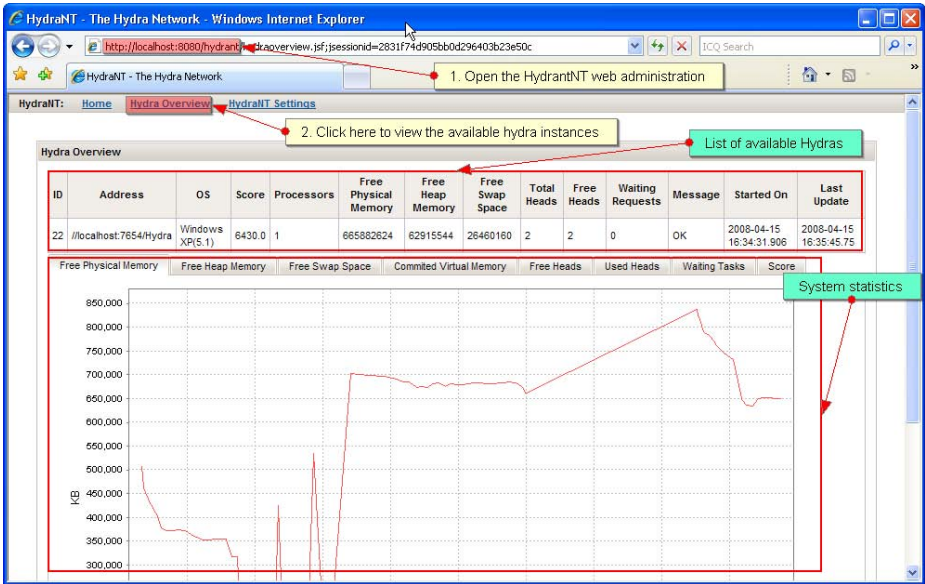 HydraNT - The Hydra Network - Windows Internet Explorer
http://localhost:8080/hydrant/hydraoverview.jsf;jsessionid=2831f74d905bb0d296403b23e50c
ICQ Search
HydraNT - The Hydra Network
1. Open the HydrantNT web administration
HydraNT: Home Hydra Overview HydraNT Settings
2. Click here to view the available hydra instances
List of available Hydras
Hydra Overview
ID Address OS Score Processors Free Physical Memory Free Heap Memory Free Swap Space Total Heads Free Heads Waiting Requests Message Started On Last Update
22 //localhost:7654/Hydra Windows XP(5.1) 6430.0 1 665882624 62915544 26460160 2 2 0 OK 2008-04-15 16:34:31.906 2008-04-15 16:35:45.75
Free Physical Memory Free Heap Memory Free Swap Space Commited Virtual Memory Free Heads Used Heads Waiting Tasks Score
System statistics
850,000
800,000
750,000
700,000
650,000
600,000
550,000
500,000
450,000
400,000
350,000
300,000
KB